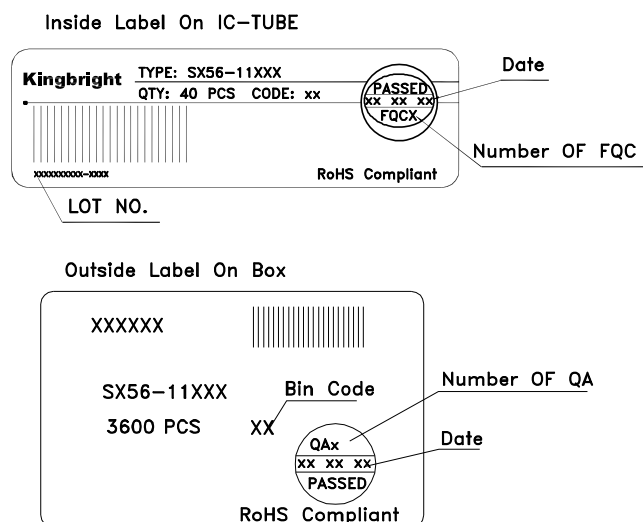 Inside Label On IC-TUBE
Kingbright
TYPE: SX56-11XXX
QTY: 40 PCS CODE: xx
PASSED
xx xx xx
FQCX
Date
Number OF FQC
xxxxxxxxxx-xxxx
RoHS Compliant
LOT NO.
Outside Label On Box
XXXXXX
SX56-11XXX
Bin Code
3600 PCS
XX
Number OF QA
QAx
Date
xx xx xx
PASSED
RoHS Compliant